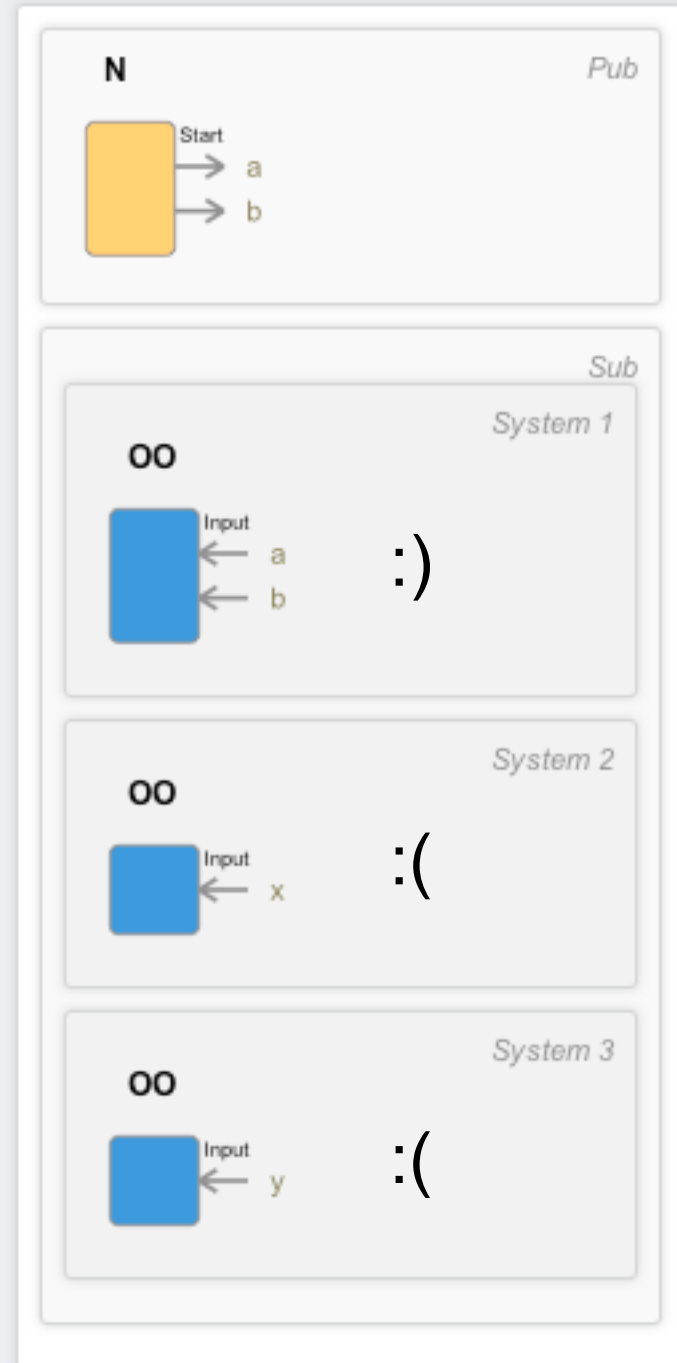 N
Pub
Start
a
b
Sub
System 1
OO
Input
a
b
:)
System 2
OO
Input
x
:(
System 3
OO
Input
y
:(